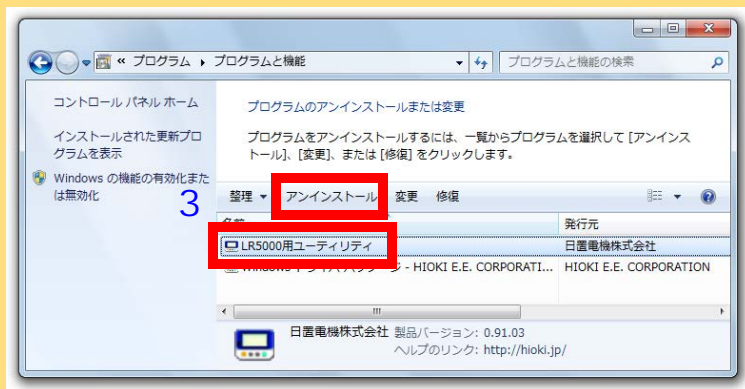 « プログラム ▸ プログラムと機能
プログラムと機能の検索
コントロール パネル ホーム
インストールされた更新プロ
グラムを表示
Windows の機能の有効化また
は無効化
3
プログラムのアンインストールまたは変更
プログラムをアンインストールするには、一覧からプログラムを選択して [アンインス
トール]、[変更]、または [修復] をクリックします。
整理 アンインストール 変更 修復
発行元
LR5000用ユーティリティ 日置電機株式会社
- HIOKI E.E. CORPORATI... HIOKI E.E. CORPORATION
日置電機株式会社 製品バージョン: 0.91.03
ヘルプのリンク: http://hioki.jp/